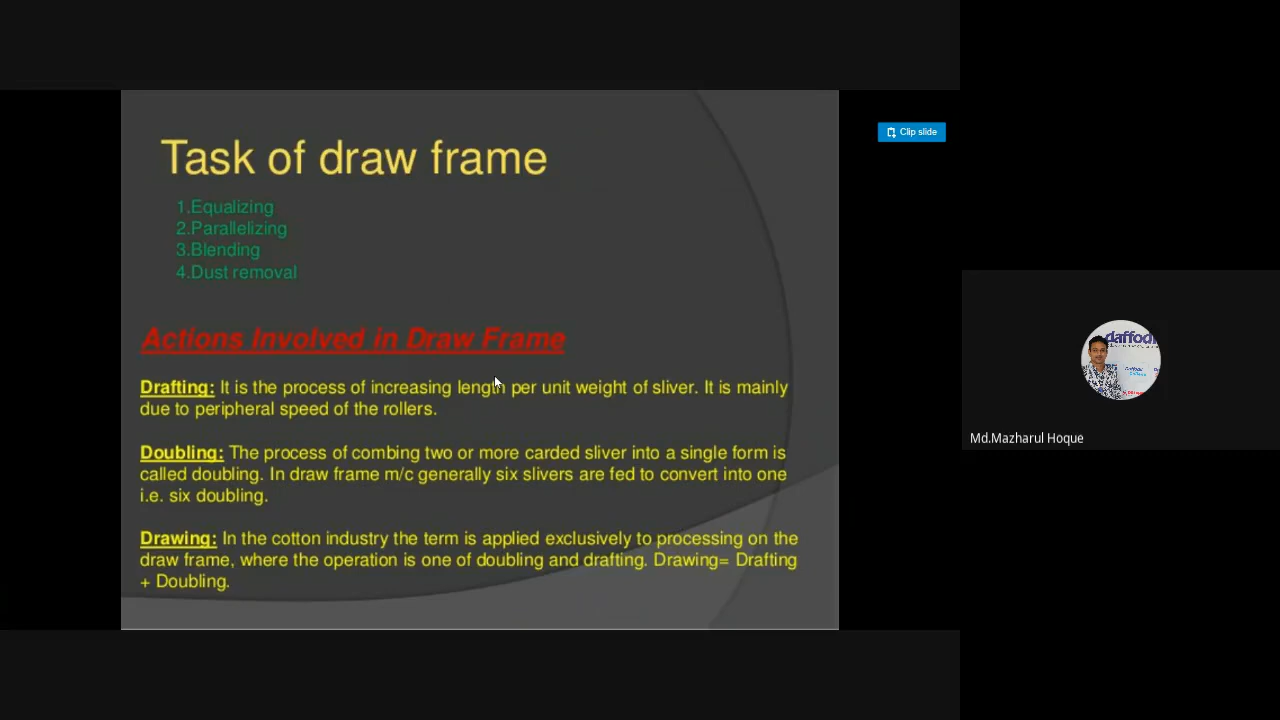 Clip slide
Task of draw frame
1.Equalizing
2.Parallelizing
3.Blending
4.Dust removal
Actions Involved in Draw Frame
Drafting: It is the process of increasing length per unit weight of sliver. It is mainly
due to peripheral speed of the rollers.
Doubling: The process of combing two or more carded sliver into a single form is
called doubling. In draw frame m/c generally six slivers are fed to convert into one
i.e. six doubling.
Drawing: In the cotton industry the term is applied exclusively to processing on the
draw frame, where the operation is one of doubling and drafting. Drawing= Drafting
+ Doubling.
daffodi
Md.Mazharul Hoque